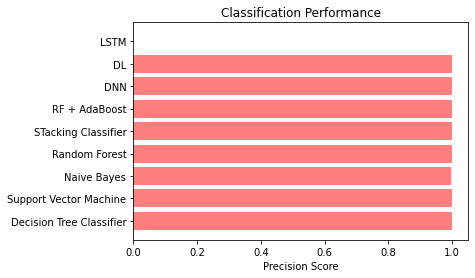 Classification Performance
LSTM
DL
DNN
RF + AdaBoost
STacking Classifier
Random Forest
Naive Bayes
Support Vector Machine
Decision Tree Classifier
0.0 0.2 0.4 0.6 0.8 1.0
Precision Score